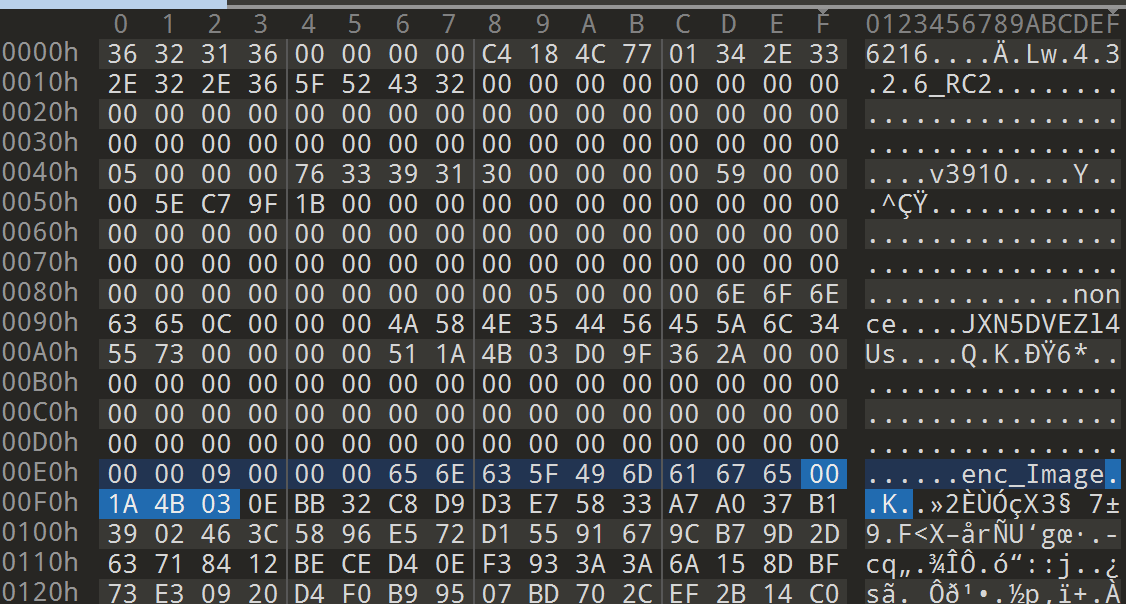 0 1 2 3 4 5 6 7 8 9 A B C D E F 0123456789ABCDEF
0000h 36 32 31 36 00 00 00 00 C4 18 4C 77 01 34 2E 33 6216....Ä.Lw.4.3
0010h 2E 32 2E 36 5F 52 43 32 00 00 00 00 00 00 00 00 .2.6_RC2........
0020h 00 00 00 00 00 00 00 00 00 00 00 00 00 00 00 00 ................
0030h 00 00 00 00 00 00 00 00 00 00 00 00 00 00 00 00 ................
0040h 05 00 00 00 76 33 39 31 30 00 00 00 00 59 00 00 ....v3910....Y..
0050h 00 5E C7 9F 1B 00 00 00 00 00 00 00 00 00 00 00 .^ÇŸ............
0060h 00 00 00 00 00 00 00 00 00 00 00 00 00 00 00 00 ................
0070h 00 00 00 00 00 00 00 00 00 00 00 00 00 00 00 00 ................
0080h 00 00 00 00 00 00 00 00 00 05 00 00 00 6E 6F 6E .............non
0090h 63 65 0C 00 00 00 4A 58 4E 35 44 56 45 5A 6C 34 ce....JXN5DVEZl4
00A0h 55 73 00 00 00 00 51 1A 4B 03 D0 9F 36 2A 00 00 Us....Q.K.ÐŸ6*..
00B0h 00 00 00 00 00 00 00 00 00 00 00 00 00 00 00 00 ................
00C0h 00 00 00 00 00 00 00 00 00 00 00 00 00 00 00 00 ................
00D0h 00 00 00 00 00 00 00 00 00 00 00 00 00 00 00 00 ................
00E0h 00 00 09 00 00 00 65 6E 63 5F 49 6D 61 67 65 00 ......enc_Image.
00F0h 1A 4B 03 0E BB 32 C8 D9 D3 E7 58 33 A7 A0 37 B1 .K..»2ÈÙÓçX3§ 7±
0100h 39 02 46 3C 58 96 E5 72 D1 55 91 67 9C B7 9D 2D 9.F<X–årÑU‘gœ·.-
0110h 63 71 84 12 BE CE D4 0E F3 93 3A 3A 6A 15 8D BF cq„.¾ÎÔ.ó“::j..¿
0120h 73 E3 09 20 D4 F0 B9 95 07 BD 70 2C EF 2B 14 C0 sã. Ôð¹•.½p,ï+.À